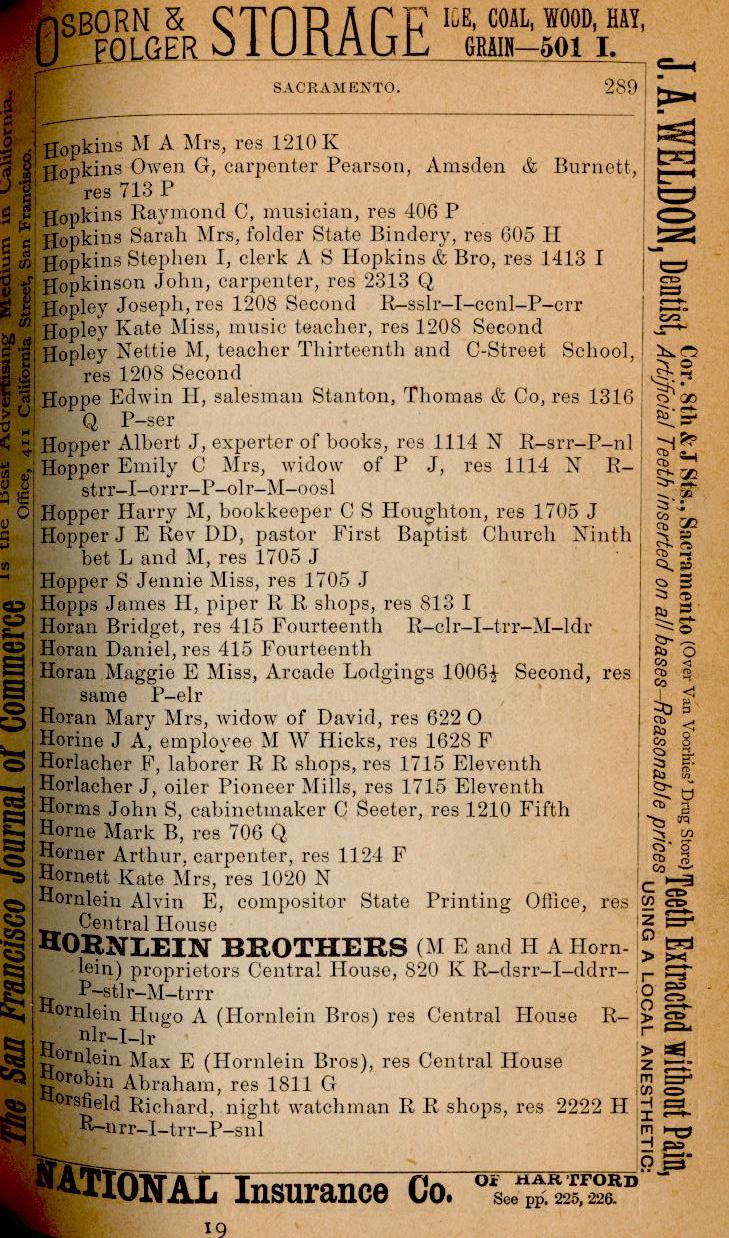 OSBORN & FOLGER STORAGE ICE, COAL, WOOD, HAY, GRAIN—501 I.
SACRAMENTO. 289
Hopkins M A Mrs, res 1210 K
Hopkins Owen G, carpenter Pearson, Amsden & Burnett,
res 713 P
Hopkins Raymond C, musician, res 406 P
Hopkins Sarah Mrs, folder State Bindery, res 605 H
Hopkins Stephen I, clerk A S Hopkins & Bro, res 1413 I
Hopkinson John, carpenter, res 2313 Q
Hopley Joseph, res 1208 Second R–sslr–I–ccnl–P–crr
Hopley Kate Miss, music teacher, res 1208 Second
Hopley Nettie M, teacher Thirteenth and C-Street School,
res 1208 Second
Hoppe Edwin H, salesman Stanton, Thomas & Co, res 1316
Q P–ser
Hopper Albert J, experter of books, res 1114 N R–srr–P–nl
Hopper Emily C Mrs, widow of P J, res 1114 N R–
strr–I–orrr–P–olr–M–oosl
Hopper Harry M, bookkeeper C S Houghton, res 1705 J
Hopper J E Rev DD, pastor First Baptist Church Ninth
bet L and M, res 1705 J
Hopper S Jennie Miss, res 1705 J
Hopps James H, piper R R shops, res 813 I
Horan Bridget, res 415 Fourteenth R–clr–I–trr–M–ldr
Horan Daniel, res 415 Fourteenth
Horan Maggie E Miss, Arcade Lodgings 1006½ Second, res
same P–elr
Horan Mary Mrs, widow of David, res 622 O
Horine J A, employee M W Hicks, res 1628 F
Horlacher F, laborer R R shops, res 1715 Eleventh
Horlacher J, oiler Pioneer Mills, res 1715 Eleventh
Horms John S, cabinetmaker C Seeter, res 1210 Fifth
Horne Mark B, res 706 Q
Horner Arthur, carpenter, res 1124 F
Hornett Kate Mrs, res 1020 N
Hornlein Alvin E, compositor State Printing Office, res
Central House
HORNLEIN BROTHERS (M E and H A Horn-
lein) proprietors Central House, 820 K R–dsrr–I–ddrr–
P–stlr–M–trrr
Hornlein Hugo A (Hornlein Bros) res Central House R–
nlr–I–lr
Hornlein Max E (Hornlein Bros), res Central House
Horobin Abraham, res 1811 G
Horsfield Richard, night watchman R R shops, res 2222 H
R–nrr–I–trr–P–snl
NATIONAL Insurance Co. OF HARTFORD
See pp. 225, 226.
19
J. A. WELDON, Dentist, Cor. 8th & J Sts., Sacramento (Over Van Voorhies' Drug Store) Teeth Extracted without Pain,
Artificial Teeth inserted on all bases—Reasonable prices USING A LOCAL ANESTHETIC.
The San Francisco Journal of Commerce is the Best Advertising Medium in California.
Office, 411 California Street, San Francisco.